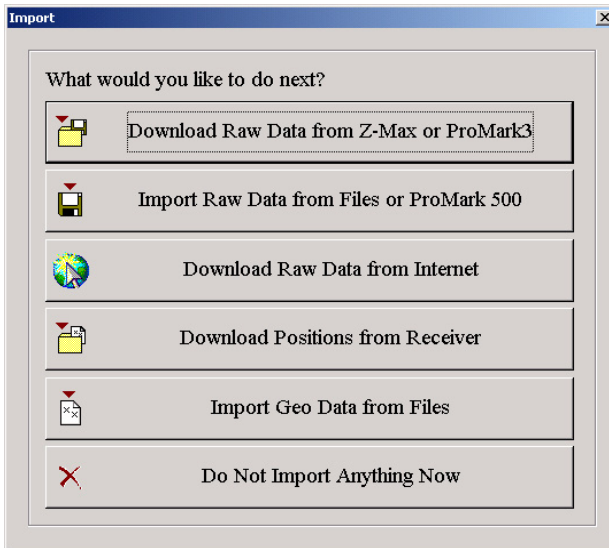 Import
What would you like to do next?
Download Raw Data from Z-Max or ProMark3
Import Raw Data from Files or ProMark 500
Download Raw Data from Internet
Download Positions from Receiver
Import Geo Data from Files
Do Not Import Anything Now